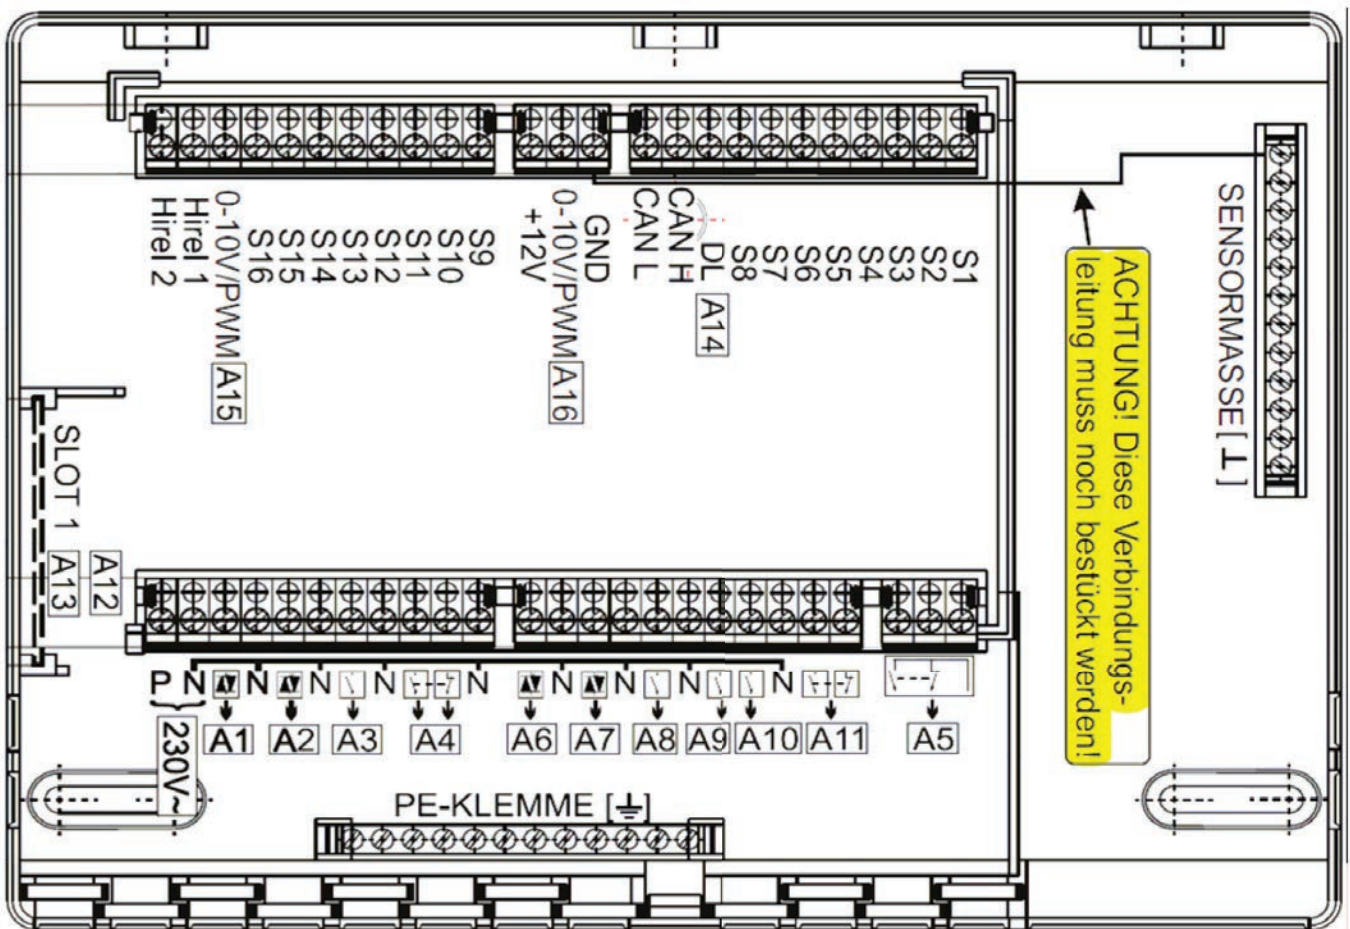 Hirel 2
Hirel 1
0-10V/PWM A15
S16
S15
S14
S13
S12
S11
S10
S9
+12V
0-10V/PWM A16
GND
CAN L
CAN H
DL A14
S8
S7
S6
S5
S4
S3
S2
S1
SENSORMASSE [⊥]
ACHTUNG! Diese Verbindungs-
leitung muss noch bestückt werden!
SLOT 1
A13
A12
P N N N N N N N N N
230V~
A1 A2 A3 A4 A6 A7 A8 A9 A10 A11 A5
PE-KLEMME [⏚]